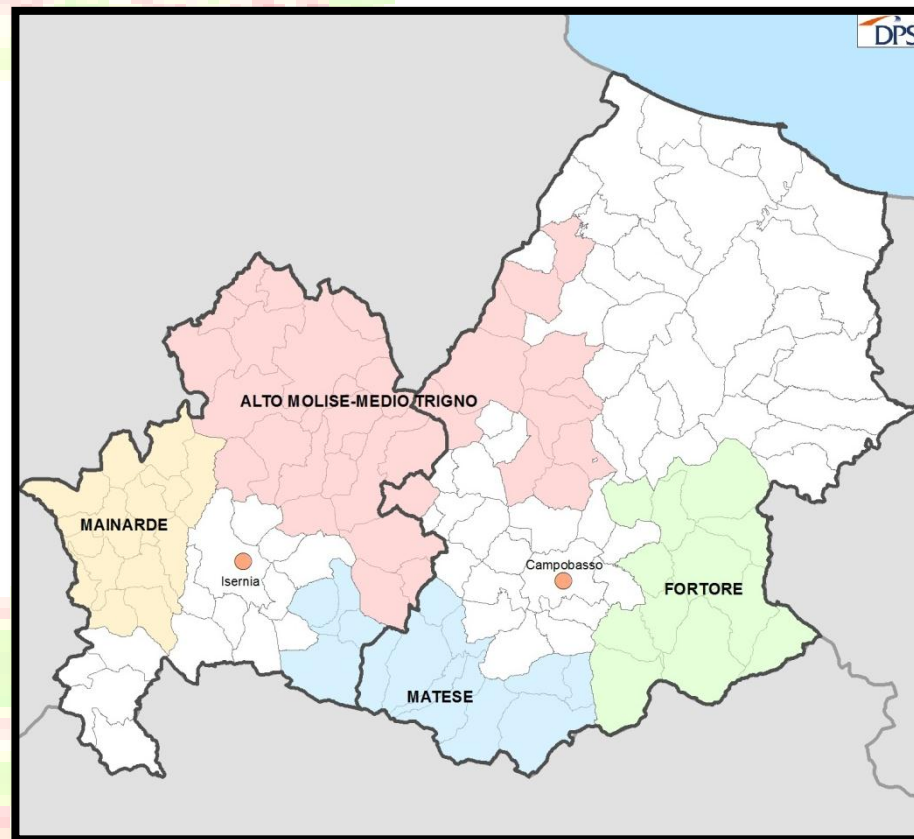 DPS
ALTO MOLISE-MEDIO TRIGNO
MAINARDE
Isernia
Campobasso
FORTORE
MATESE